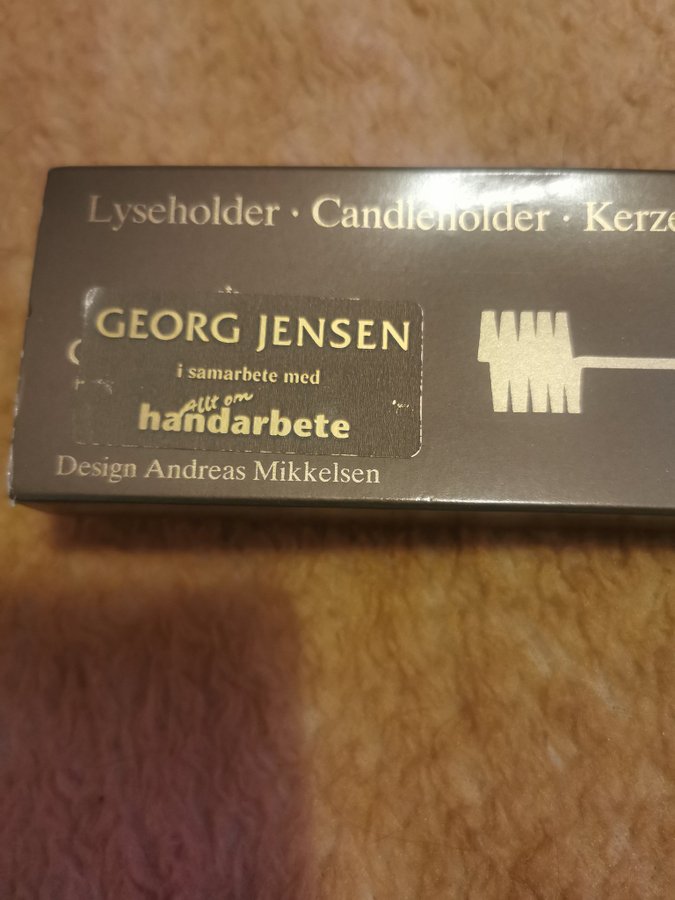 Lyseholder · Candleholder · Kerze
GEORG JENSEN
i samarbete med
Allt om
handarbete
Design Andreas Mikkelsen